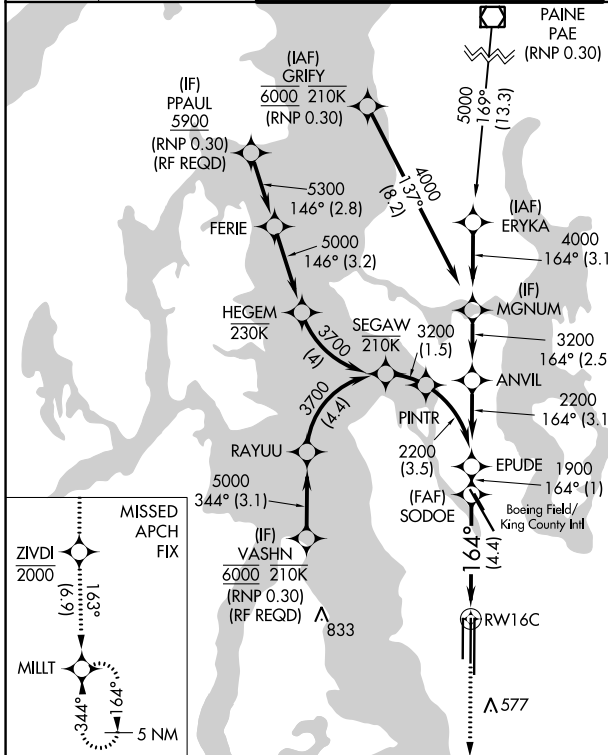 PAINE
PAE
(RNP 0.30)
5000
169°
(13.3)
(IAF)
GRIFY
6000 210K
(RNP 0.30)
(IF)
PPAUL
5900
(RNP 0.30)
(RF REQD)
4000
137°
(8.2)
5300
146° (2.8)
FERIE
(IAF)
ERYKA
5000
146° (3.2)
4000
164° (3.1
HEGEM
230K
(IF)
MGNUM
3700
(4)
SEGAW
210K
3200
(1.5)
3200
164° (2.5
ANVIL
PINTR
3700
(4.4)
2200
164° (3.1
RAYUU
2200
(3.5)
EPUDE
1900
164° (1)
5000
344° (3.1)
(FAF)
SODOE
Boeing Field/
King County Intl
164°
(4.4)
(IF)
VASHN
6000 210K
(RNP 0.30)
(RF REQD)
833
RW16C
577
MISSED
APCH
FIX
ZIVDI
2000
163°
(6.9)
MILLT
344°
164°
5 NM